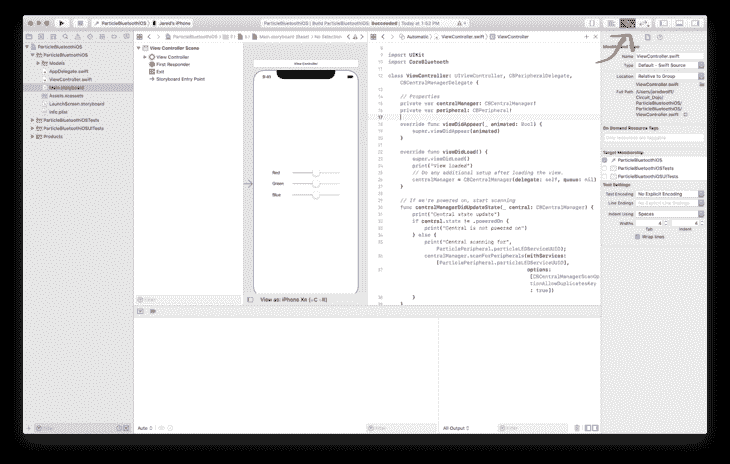 ParticleBluetoothiOS
Jared's iPhone
ParticleBluetoothiOS | Build ParticleBluetoothiOS: Succeeded | Today at 1:53 PM
ParticleBluetoothiOS
ParticleBluetoothiOS
Models
AppDelegate.swift
ViewController.swift
Main.storyboard
Assets.xcassets
LaunchScreen.storyboard
Info.plist
ParticleBluetoothiOSTests
ParticleBluetoothiOSUITests
Products
View Controller Scene
View Controller
First Responder
Exit
Storyboard Entry Point
View Controller
9:41
Red
Green
Blue
View as: iPhone
Automatic
ViewController.swift
ViewController
import UIKit
import CoreBluetooth
class ViewController: UIViewController, CBPeripheralDelegate,
CBCentralManagerDelegate {
// Properties
private var centralManager: CBCentralManager!
private var peripheral: CBPeripheral!
override func viewDidAppear(_ animated: Bool) {
super.viewDidAppear(animated)
}
override func viewDidLoad() {
super.viewDidLoad()
print("View loaded")
// Do any additional setup after loading the view.
centralManager = CBCentralManager(delegate: self, queue: nil)
}
// If we're powered on, start scanning
func centralManagerDidUpdateState(_ central: CBCentralManager) {
print("Central state update")
if central.state != .poweredOn {
print("Central is not powered on")
} else {
print("Central scanning for",
ParticlePeripheral.particleLEDServiceUUID);
centralManager.scanForPeripherals(withServices:
[ParticlePeripheral.particleLEDServiceUUID],
options:
[CBCentralManagerScanOp
tionAllowDuplicatesKey
: true])
}
}
Identity and Type
Name ViewController.swift
Type Default - Swift Source
Location Relative to Group
ViewController.swift
Full Path
Circuit_Dojo/
ParticleBluetoothiOS/
ParticleBluetoothiOS/
ViewController.swift
On Demand Resource Tags
Only resources are taggable
Target Membership
ParticleBluetoothiOS
ParticleBluetoothiOSTests
ParticleBluetoothiOSUITests
Text Settings
Text Encoding No Explicit Encoding
Line Endings No Explicit Line Endings
Indent Using Spaces
Widths 4 4
Tab Indent
Wrap lines
Filter
Filter
Auto
Filter
All Output
Filter